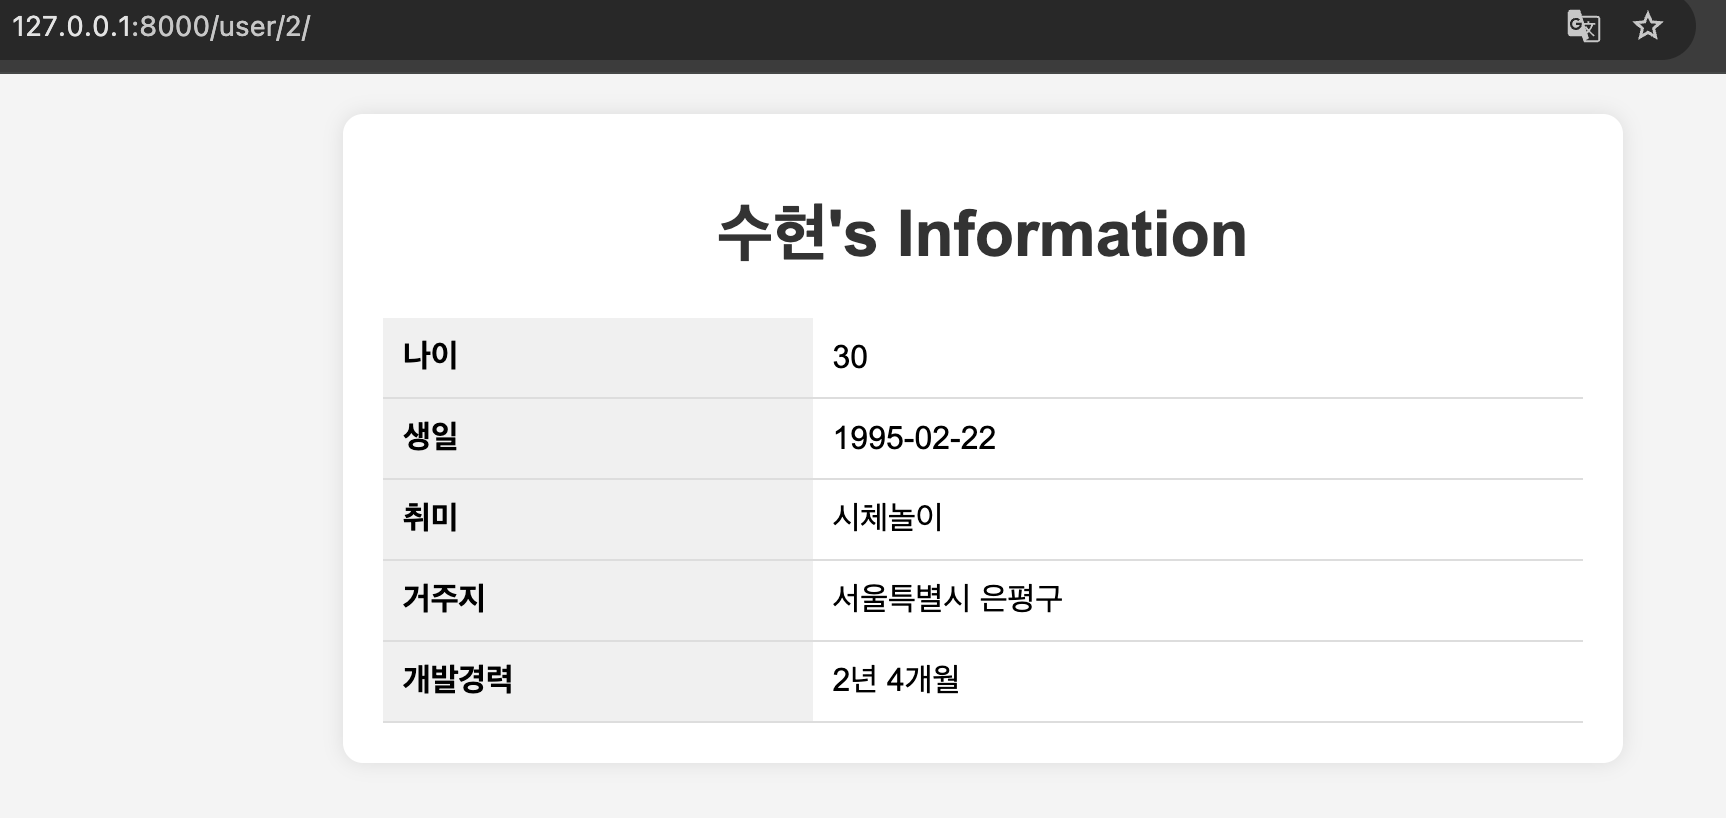 127.0.0.1:8000/user/2/
수현's Information
나이 30
생일 1995-02-22
취미 시체놀이
거주지 서울특별시 은평구
개발경력 2년 4개월